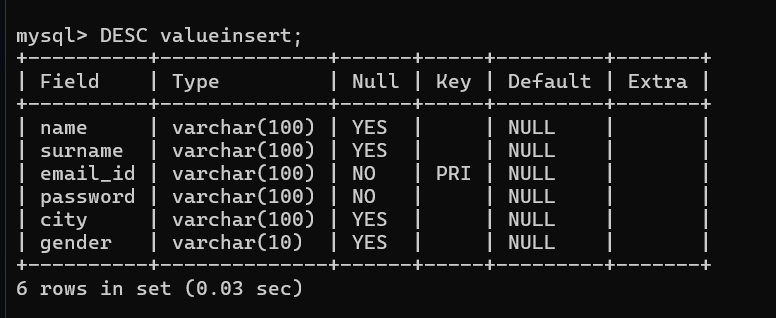 mysql> DESC valueinsert;
+----------+--------------+------+-----+---------+-------+
| Field    | Type         | Null | Key | Default | Extra |
+----------+--------------+------+-----+---------+-------+
| name     | varchar(100) | YES  |     | NULL    |       |
| surname  | varchar(100) | YES  |     | NULL    |       |
| email_id | varchar(100) | NO   | PRI | NULL    |       |
| password | varchar(100) | NO   |     | NULL    |       |
| city     | varchar(100) | YES  |     | NULL    |       |
| gender   | varchar(10)  | YES  |     | NULL    |       |
+----------+--------------+------+-----+---------+-------+
6 rows in set (0.03 sec)